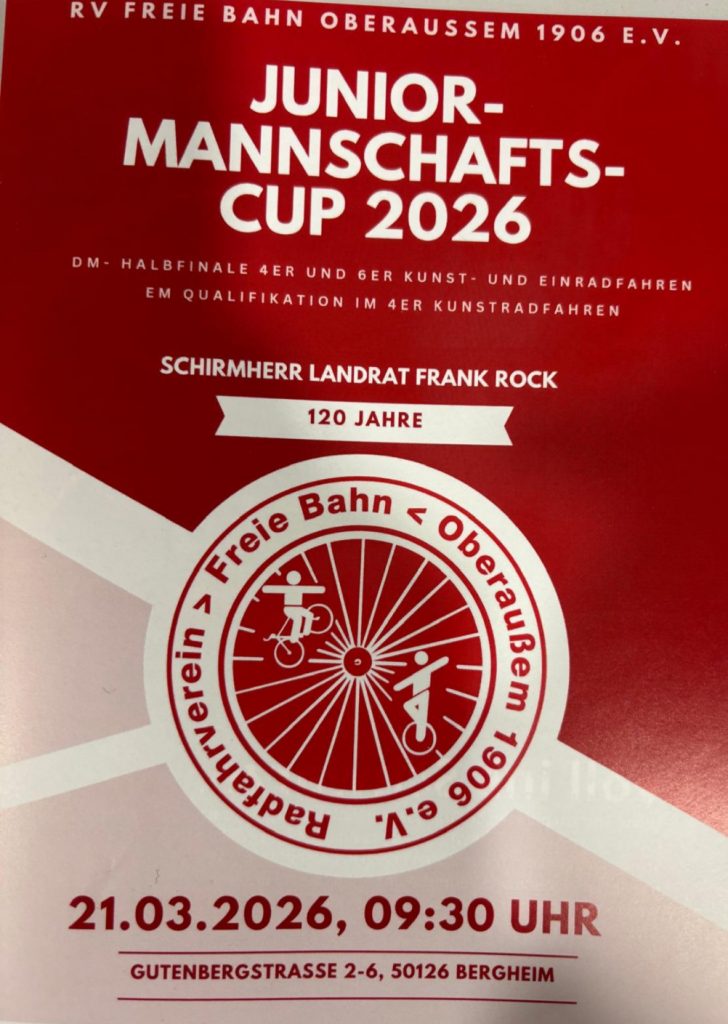 RV FREIE BAHN OBERAUSSEM 1906 E.V.
JUNIOR-
MANNSCHAFTS-
CUP 2026
DM- HALBFINALE 4ER UND 6ER KUNST- UND EINRADFAHREN
EM QUALIFIKATION IM 4ER KUNSTRADFAHREN
SCHIRMHERR LANDRAT FRANK ROCK
120 JAHRE
Radfahrverein > Freie Bahn < Oberaußem 1906 e.V.
21.03.2026, 09:30 UHR
GUTENBERGSTRASSE 2-6, 50126 BERGHEIM